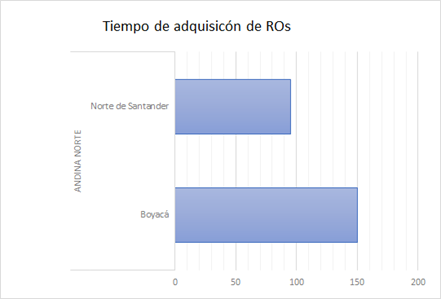 Tiempo de adquisicón de ROs
Norte de Santander
ANDINA NORTE
Boyacá
0 50 100 150 200